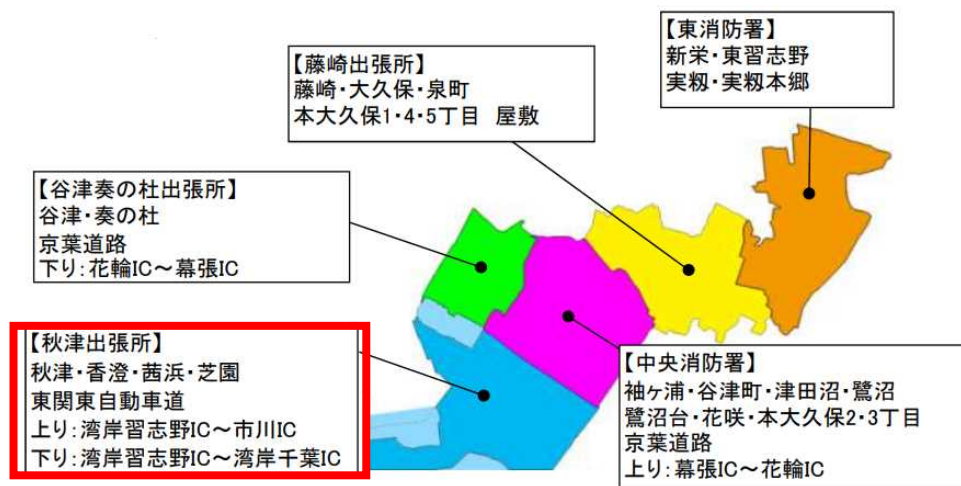 【東消防署】
新栄・東習志野
実籾・実籾本郷
【藤崎出張所】
藤崎・大久保・泉町
本大久保1・4・5丁目 屋敷
【谷津奏の杜出張所】
谷津・奏の杜
京葉道路
下り:花輪IC～幕張IC
【秋津出張所】
秋津・香澄・茜浜・芝園
東関東自動車道
上り:湾岸習志野IC～市川IC
下り:湾岸習志野IC～湾岸千葉IC
【中央消防署】
袖ヶ浦・谷津町・津田沼・鷺沼
鷺沼台・花咲・本大久保2・3丁目
京葉道路
上り:幕張IC～花輪IC